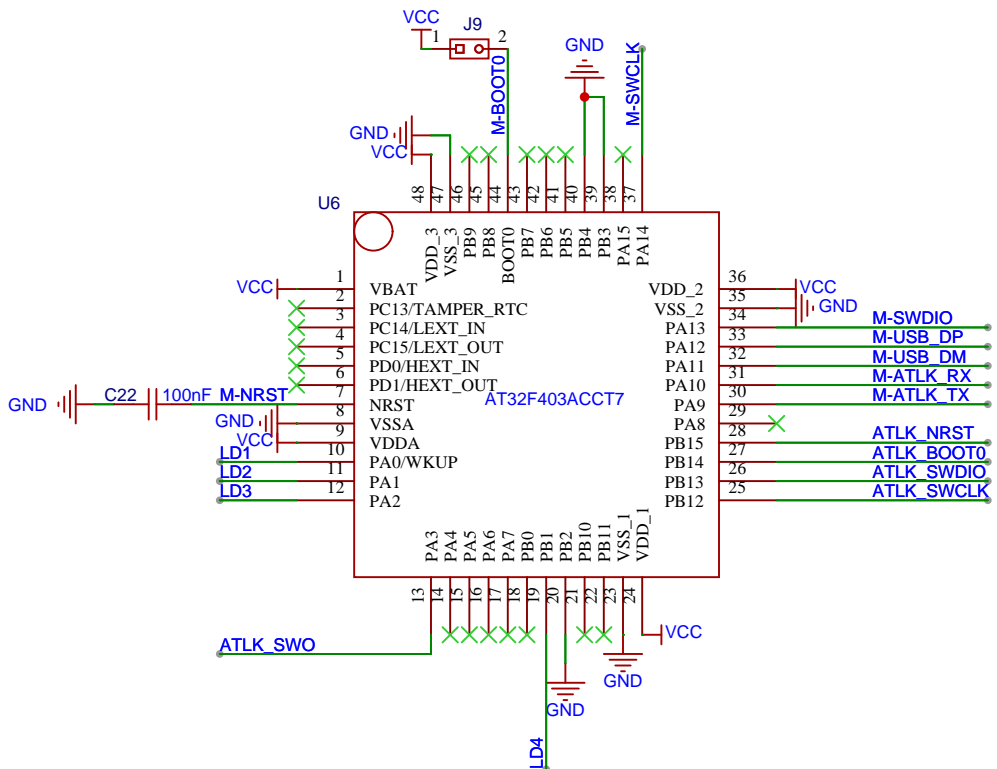 VCC
J9
1
2
GND
M-BOOT0
M-SWCLK
GND
VCC
48
47
46
45
44
43
42
41
40
39
38
37
U6
VDD_3
VSS_3
PB9
PB8
BOOT0
PB7
PB6
PB5
PB4
PB3
PA15
PA14
VCC
1
VBAT
2
PC13/TAMPER_RTC
3
PC14/LEXT_IN
4
PC15/LEXT_OUT
5
PD0/HEXT_IN
6
PD1/HEXT_OUT
GND
C22
100nF
M-NRST
7
NRST
GND
8
VSSA
VCC
9
VDDA
LD1
10
PA0/WKUP
LD2
11
PA1
LD3
12
PA2
AT32F403ACCT7
VDD_2
36
VCC
VSS_2
35
GND
PA13
34
M-SWDIO
PA12
33
M-USB_DP
PA11
32
M-USB_DM
PA10
31
M-ATLK_RX
PA9
30
M-ATLK_TX
PA8
29
PB15
28
ATLK_NRST
PB14
27
ATLK_BOOT0
PB13
26
ATLK_SWDIO
PB12
25
ATLK_SWCLK
PA3
PA4
PA5
PA6
PA7
PB0
PB1
PB2
PB10
PB11
VSS_1
VDD_1
13
14
15
16
17
18
19
20
21
22
23
24
ATLK_SWO
VCC
GND
GND
LD4